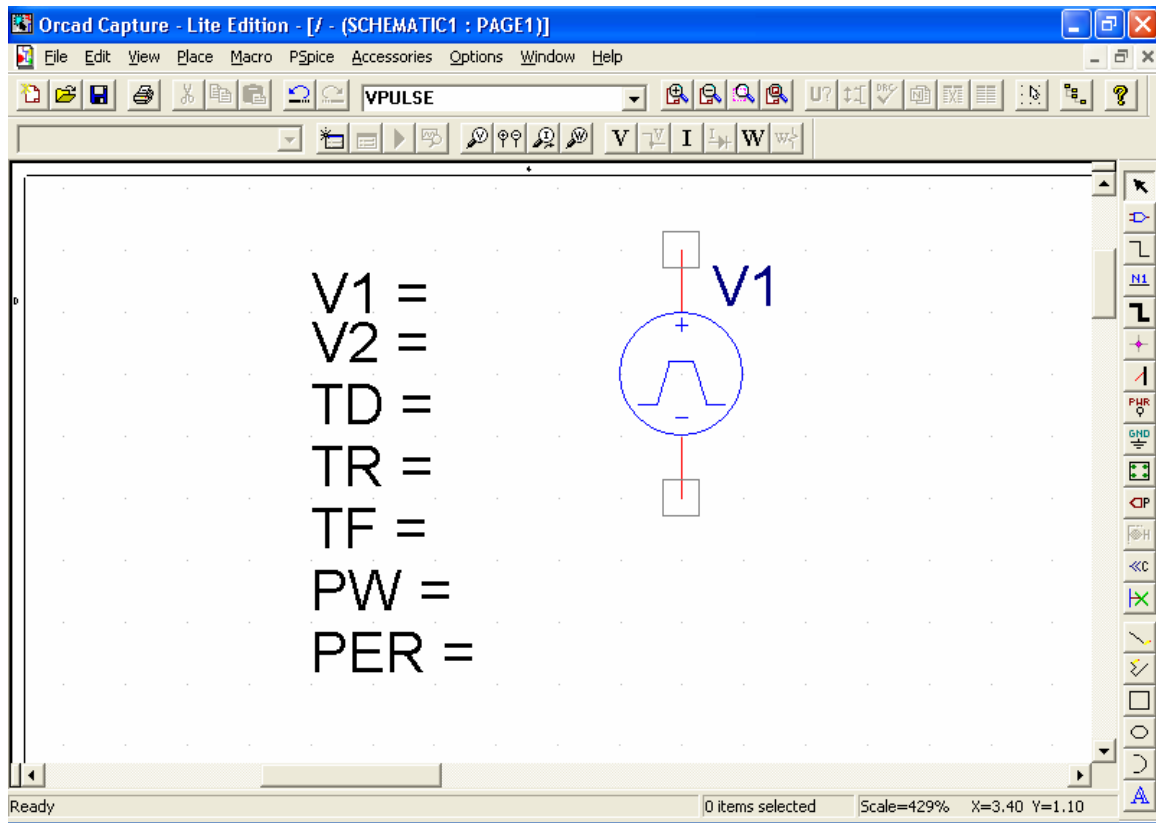 Orcad Capture - Lite Edition - [/ - (SCHEMATIC1 : PAGE1)]
File Edit View Place Macro PSpice Accessories Options Window Help
VPULSE U? DRC ?
V I W V I W
N1
PWR
GND
P
H
C
A
D
V1 =
V2 =
TD =
TR =
TF =
PW =
PER =
V1
+
-
Ready 0 items selected Scale=429% X=3.40 Y=1.10